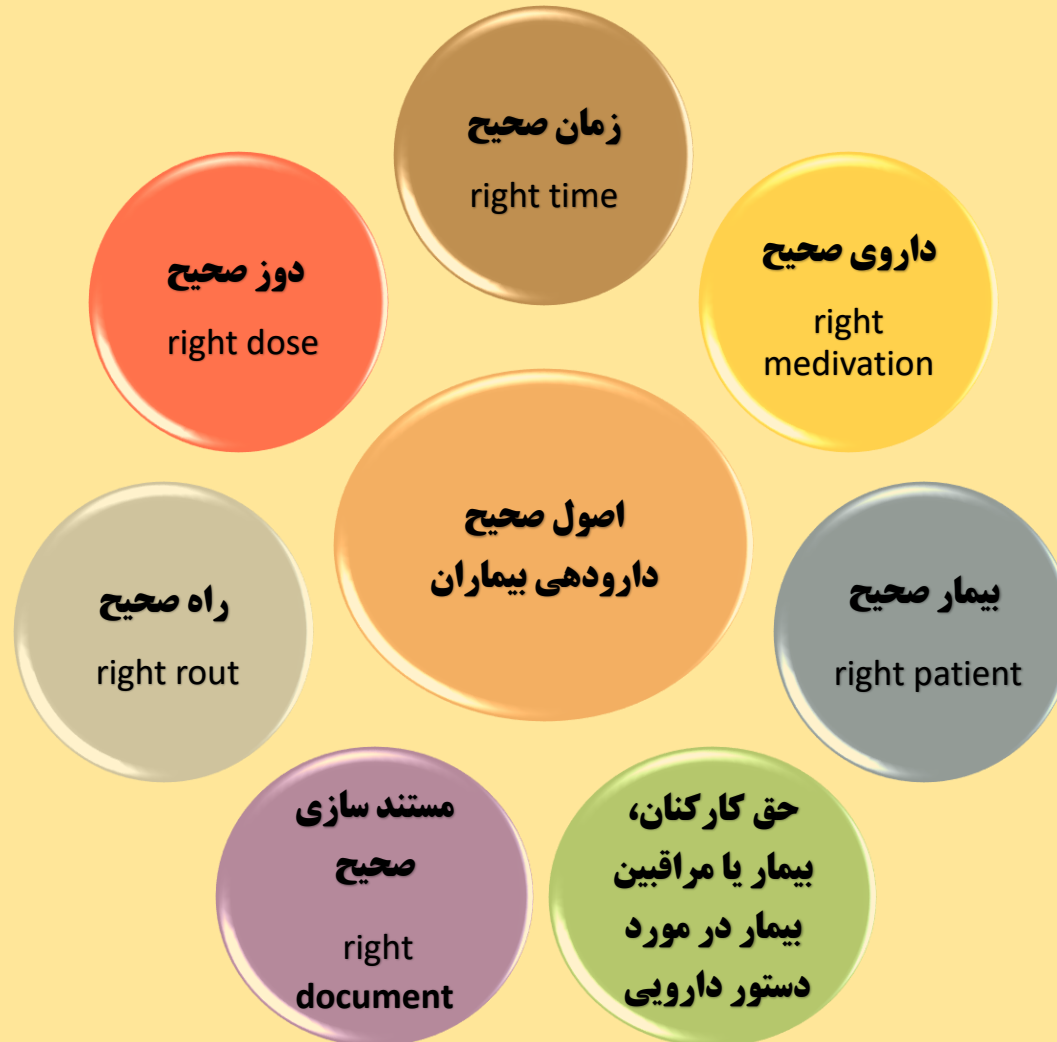 زمان صحیح
right time
داروی صحیح
right
medivation
دوز صحیح
right dose
اصول صحیح
دارودهی بیماران
بیمار صحیح
right patient
راه صحیح
right rout
حق کارکنان،
بیمار یا مراقبین
بیمار در مورد
دستور دارویی
مستند سازی
صحیح
right
document